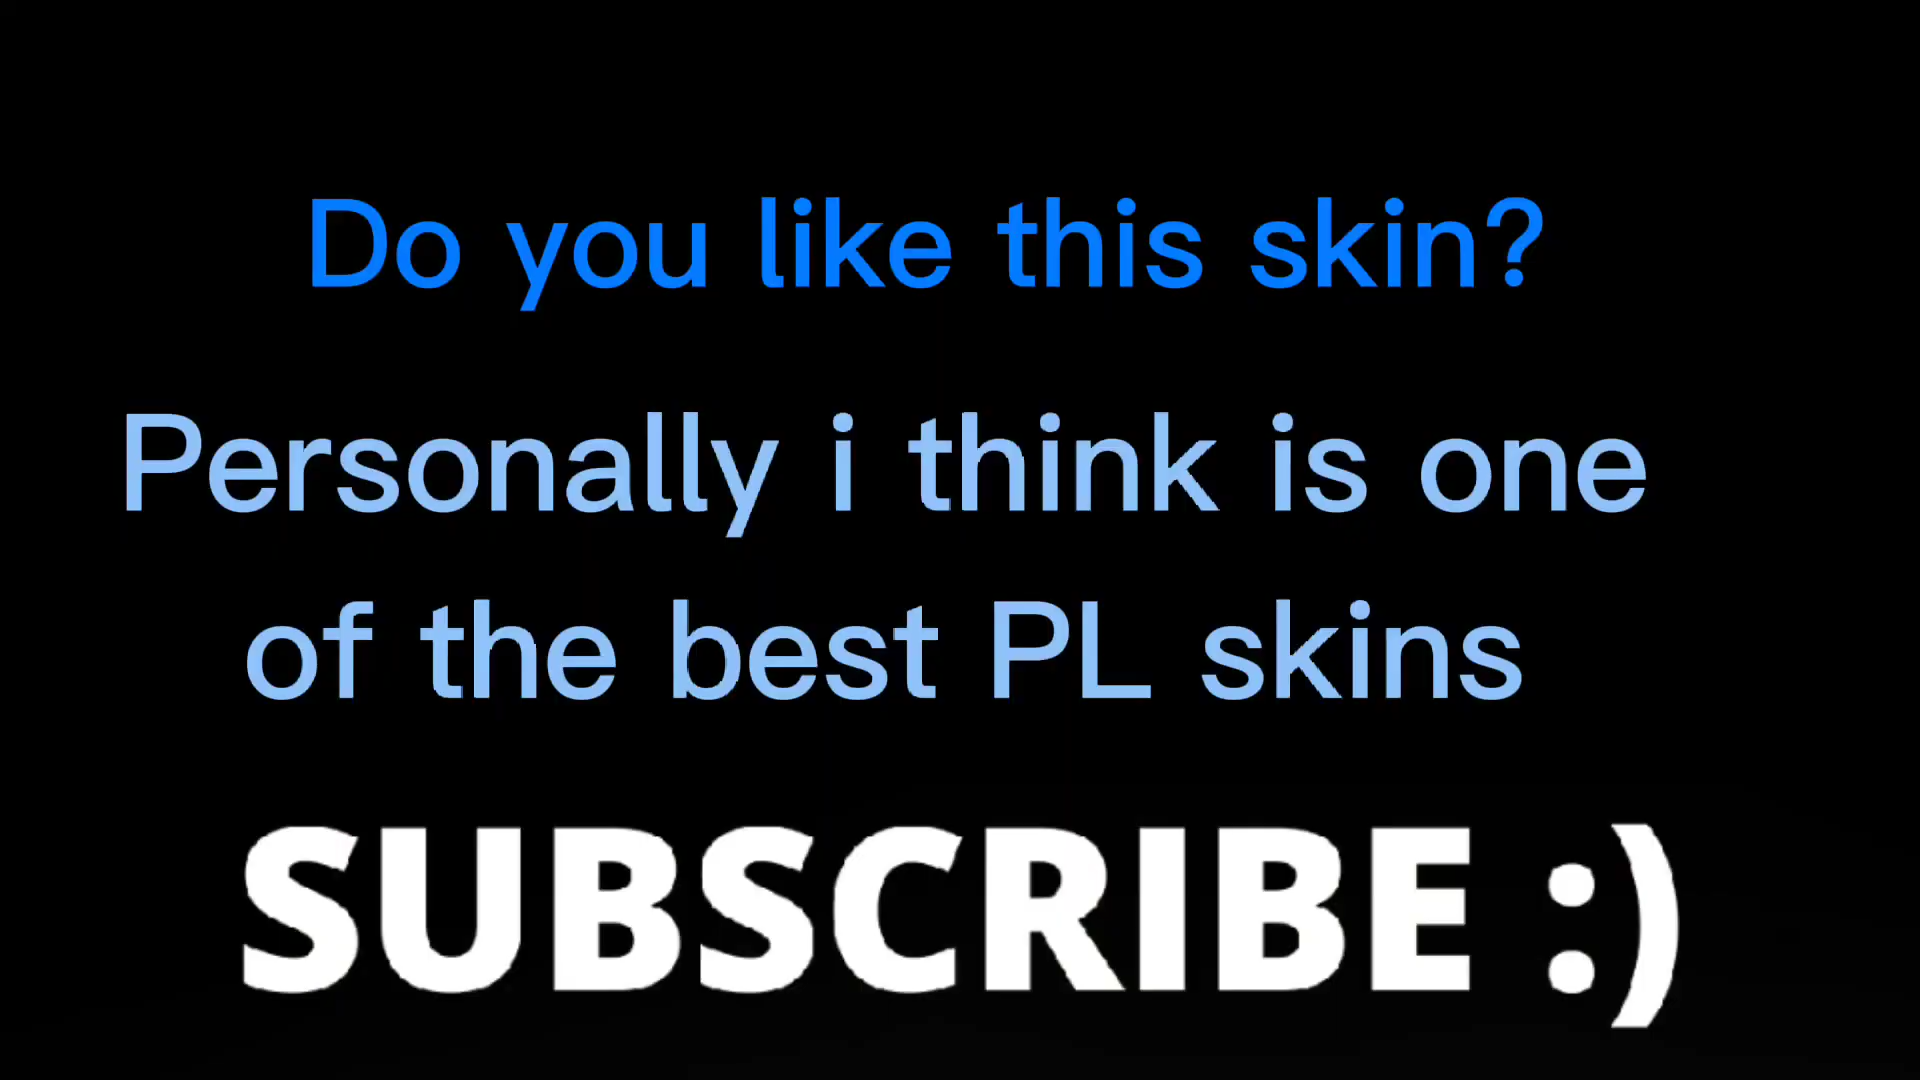 Do you like this skin?
Personally i think is one
of the best PL skins
SUBSCRIBE :)